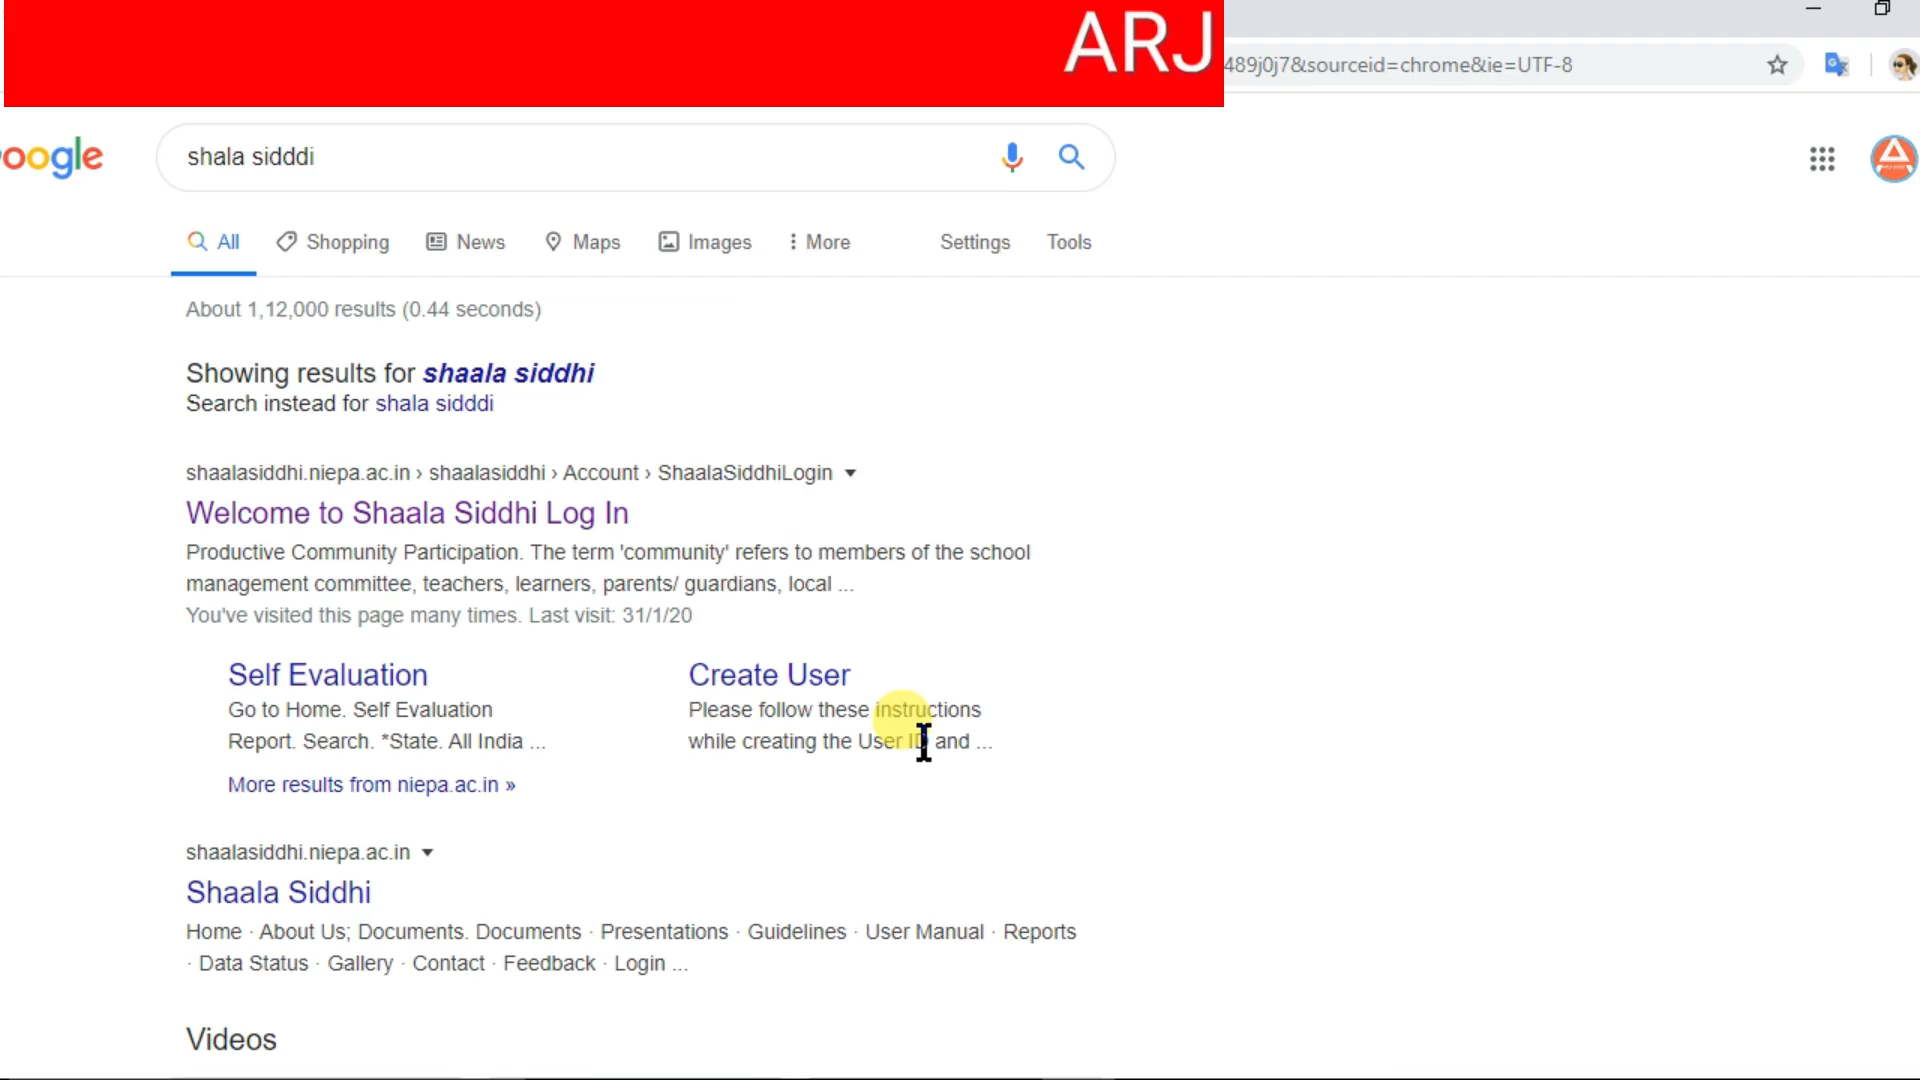 ARJ
489j0j7&sourceid=chrome&ie=UTF-8
oogle
shala sidddi
All Shopping News Maps Images More Settings Tools
About 1,12,000 results (0.44 seconds)
Showing results for shaala siddhi
Search instead for shala sidddi
shaalasiddhi.niepa.ac.in › shaalasiddhi › Account › ShaalaSiddhiLogin
Welcome to Shaala Siddhi Log In
Productive Community Participation. The term 'community' refers to members of the school
management committee, teachers, learners, parents/ guardians, local ...
You've visited this page many times. Last visit: 31/1/20
Self Evaluation
Go to Home. Self Evaluation
Report. Search. *State. All India ...
Create User
Please follow these instructions
while creating the User ID and ...
More results from niepa.ac.in »
shaalasiddhi.niepa.ac.in
Shaala Siddhi
Home · About Us; Documents. Documents · Presentations · Guidelines · User Manual · Reports
· Data Status · Gallery · Contact · Feedback · Login ...
Videos